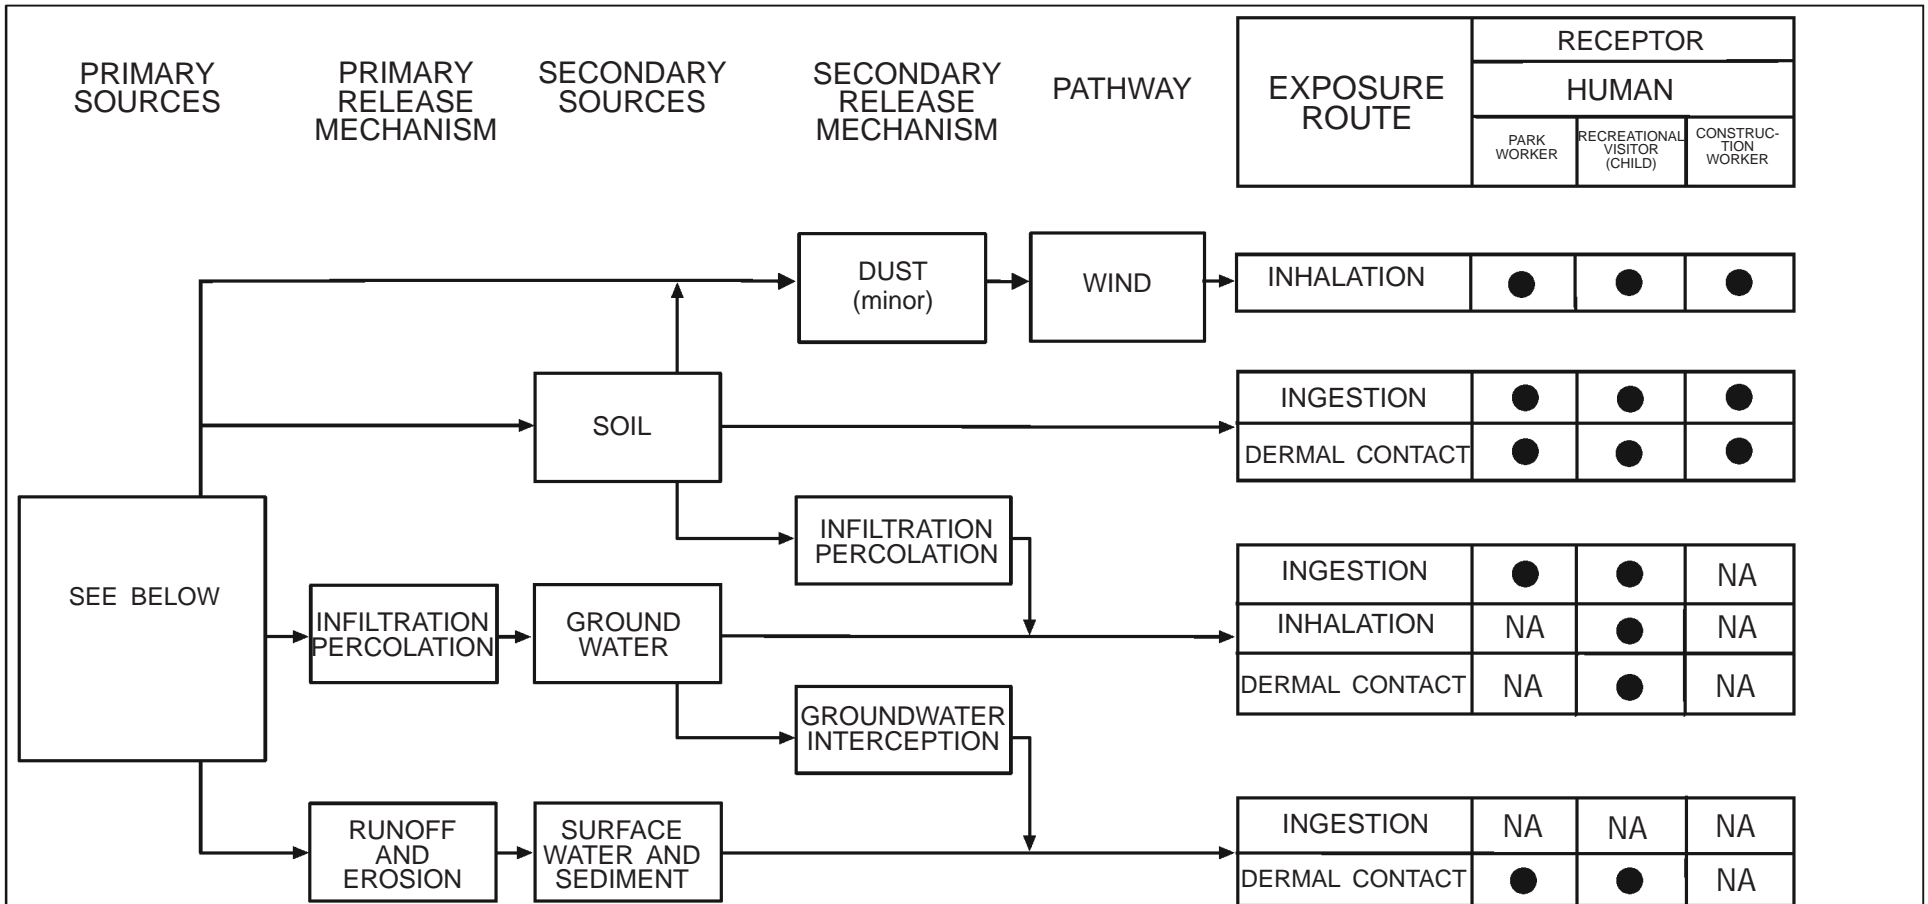 PRIMARY
SOURCES
PRIMARY
RELEASE
MECHANISM
SECONDARY
SOURCES
SECONDARY
RELEASE
MECHANISM
PATHWAY
EXPOSURE
ROUTE
RECEPTOR
HUMAN
PARK
WORKER
RECREATIONAL
VISITOR
(CHILD)
CONSTRUC-
TION
WORKER
DUST
(minor)
WIND
INHALATION
SOIL
INGESTION
DERMAL CONTACT
INFILTRATION
PERCOLATION
SEE BELOW
INFILTRATION
PERCOLATION
GROUND
WATER
INGESTION NA
INHALATION NA NA
DERMAL CONTACT NA NA
GROUNDWATER
INTERCEPTION
RUNOFF
AND
EROSION
SURFACE
WATER AND
SEDIMENT
INGESTION NA NA NA
DERMAL CONTACT NA